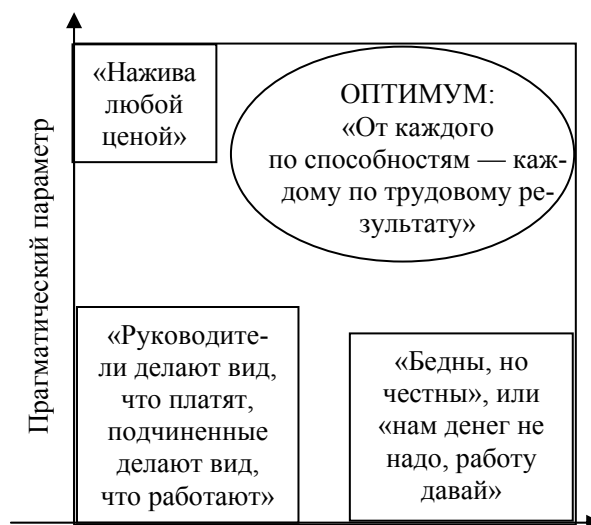 Прагматический параметр
«Нажива
любой
ценой»
ОПТИМУМ:
«От каждого
по способностям — каж-
дому по трудовому ре-
зультату»
«Руководите-
ли делают вид,
что платят,
подчиненные
делают вид,
что работают»
«Бедны, но
честны», или
«нам денег не
надо, работу
давай»